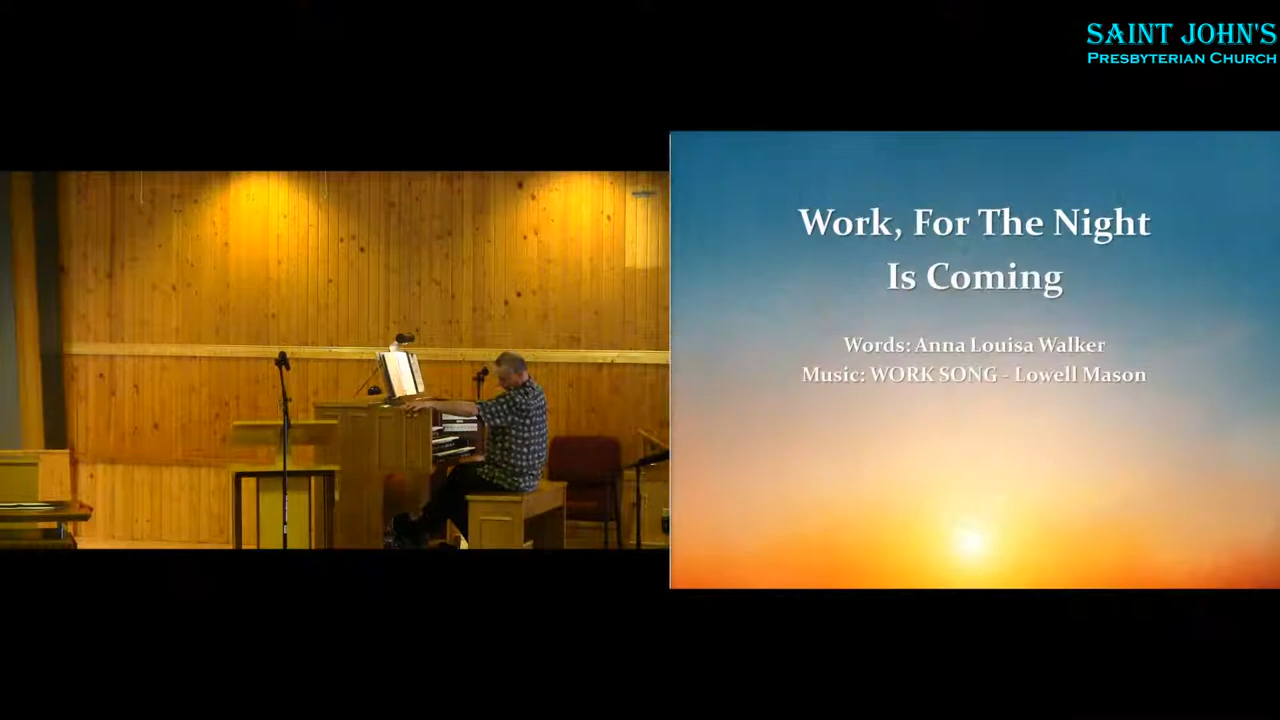 SAINT JOHN'S
PRESBYTERIAN CHURCH
Work, For The Night
Is Coming
Words: Anna Louisa Walker
Music: WORK SONG - Lowell Mason